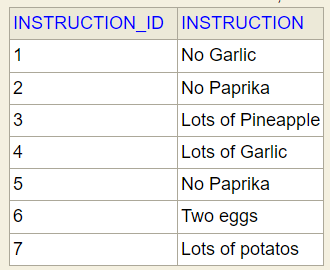 INSTRUCTION_ID INSTRUCTION
1 No Garlic
2 No Paprika
3 Lots of Pineapple
4 Lots of Garlic
5 No Paprika
6 Two eggs
7 Lots of potatos